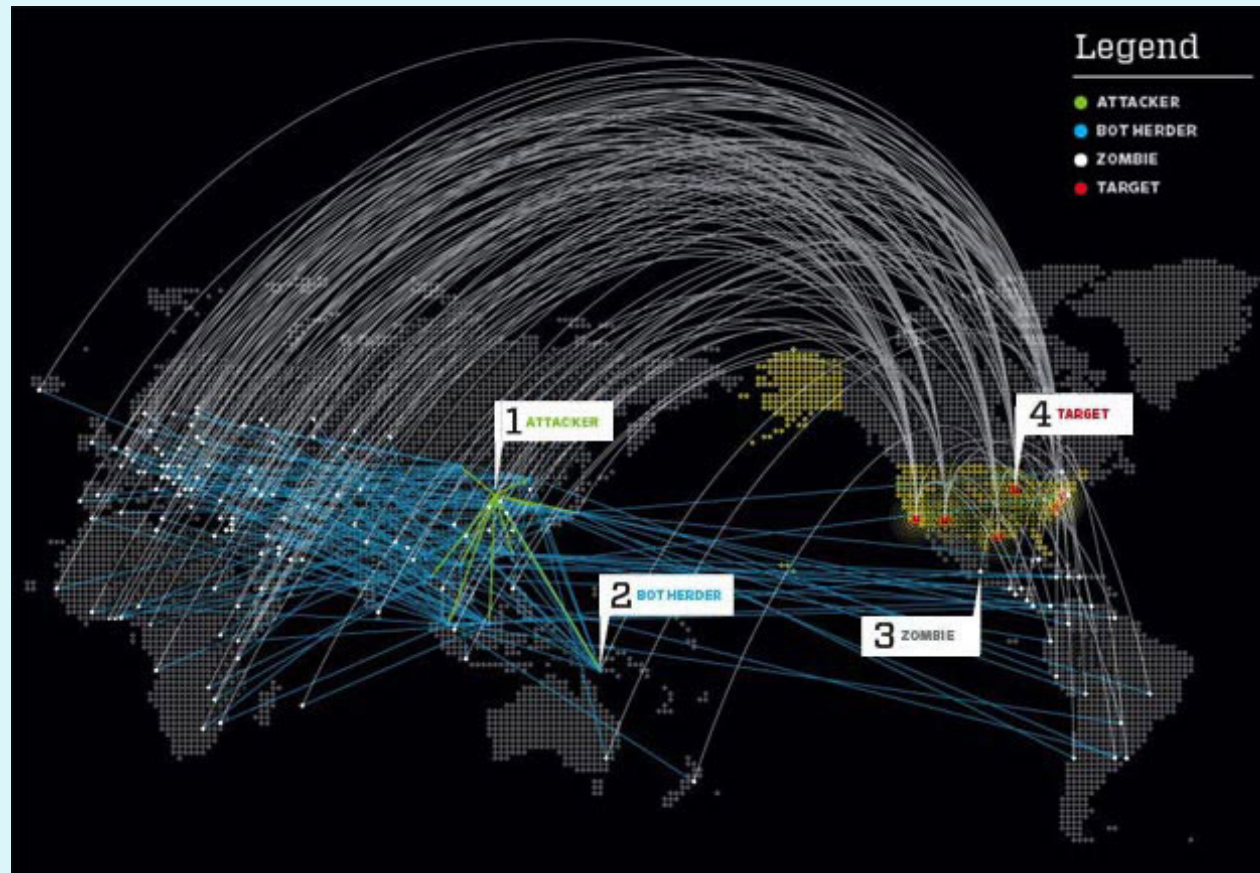 Legend
ATTACKER
BOT HERDER
ZOMBIE
TARGET
1 ATTACKER
4 TARGET
2 BOT HERDER
3 ZOMBIE